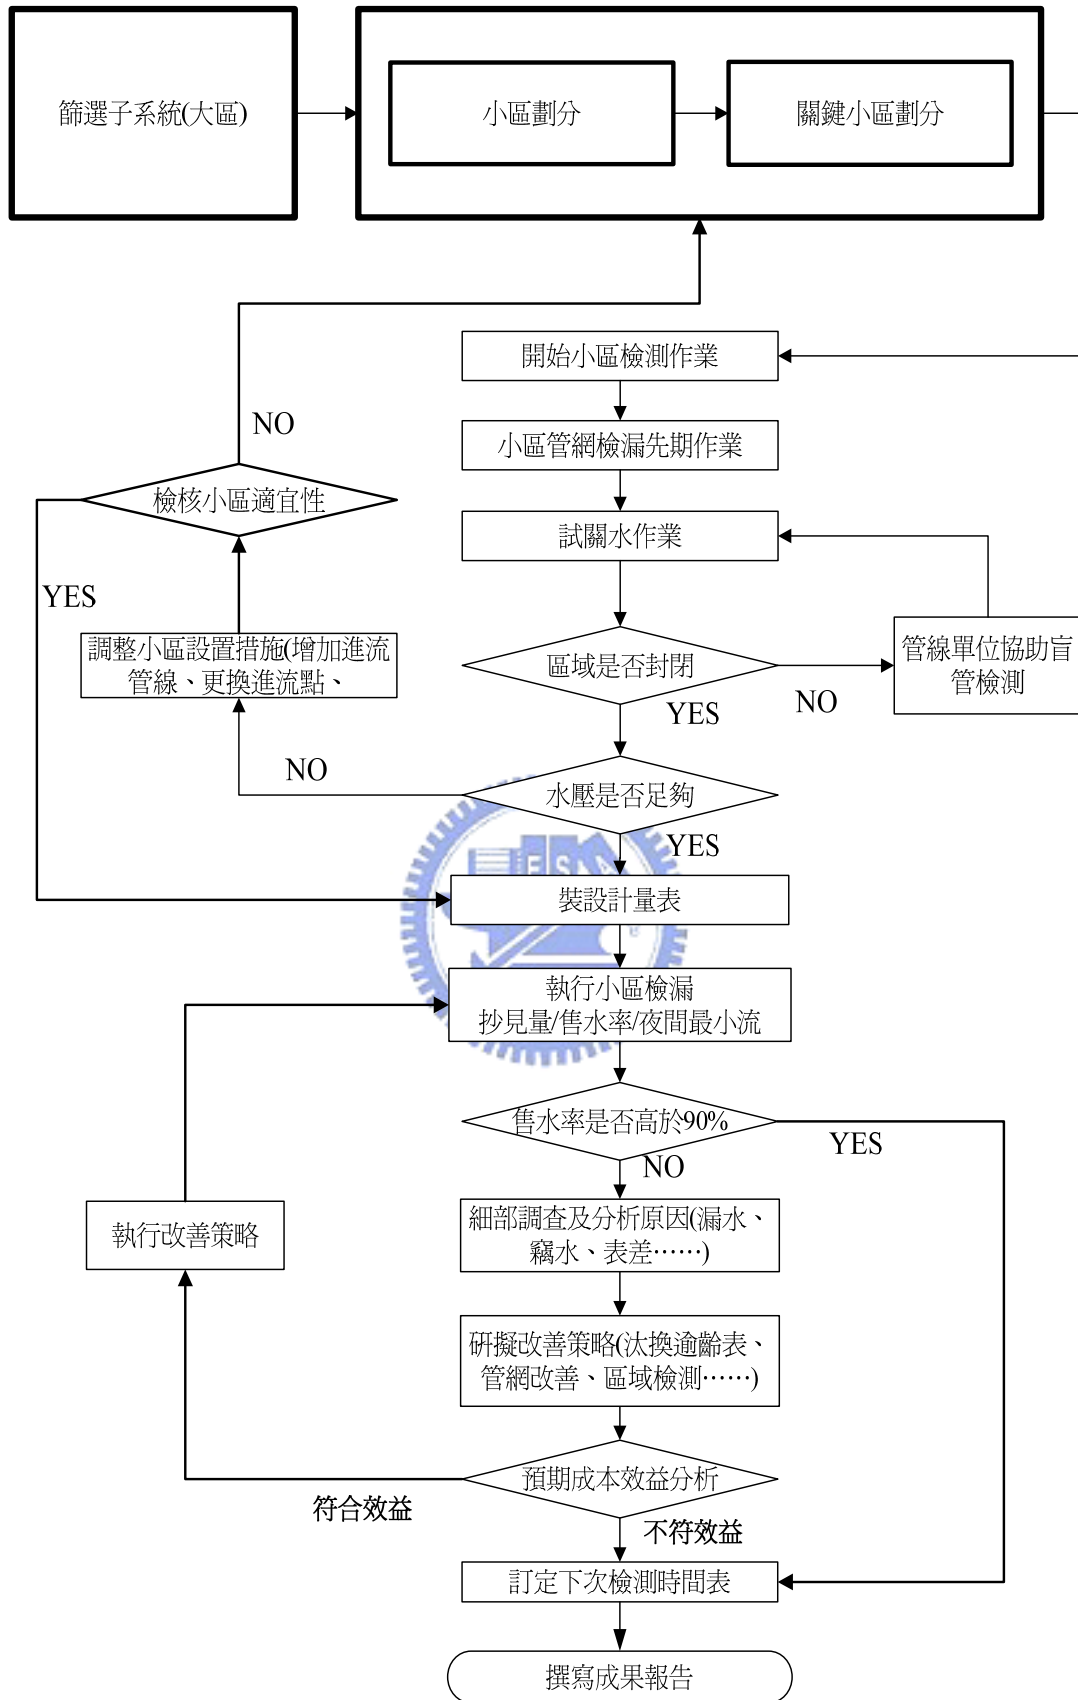 篩選子系統(大區)
小區劃分
關鍵小區劃分
開始小區檢測作業
NO
小區管網檢漏先期作業
檢核小區適宜性
試關水作業
YES
調整小區設置措施(增加進流
管線、更換進流點、
區域是否封閉
管線單位協助盲
管檢測
YES
NO
NO
水壓是否足夠
YES
ESA
裝設計量表
執行小區檢漏
抄見量/售水率/夜間最小流
售水率是否高於90%
YES
NO
執行改善策略
細部調查及分析原因(漏水、
竊水、表差……)
研擬改善策略(汰換逾齡表、
管網改善、區域檢測……)
預期成本效益分析
符合效益
不符效益
訂定下次檢測時間表
撰寫成果報告